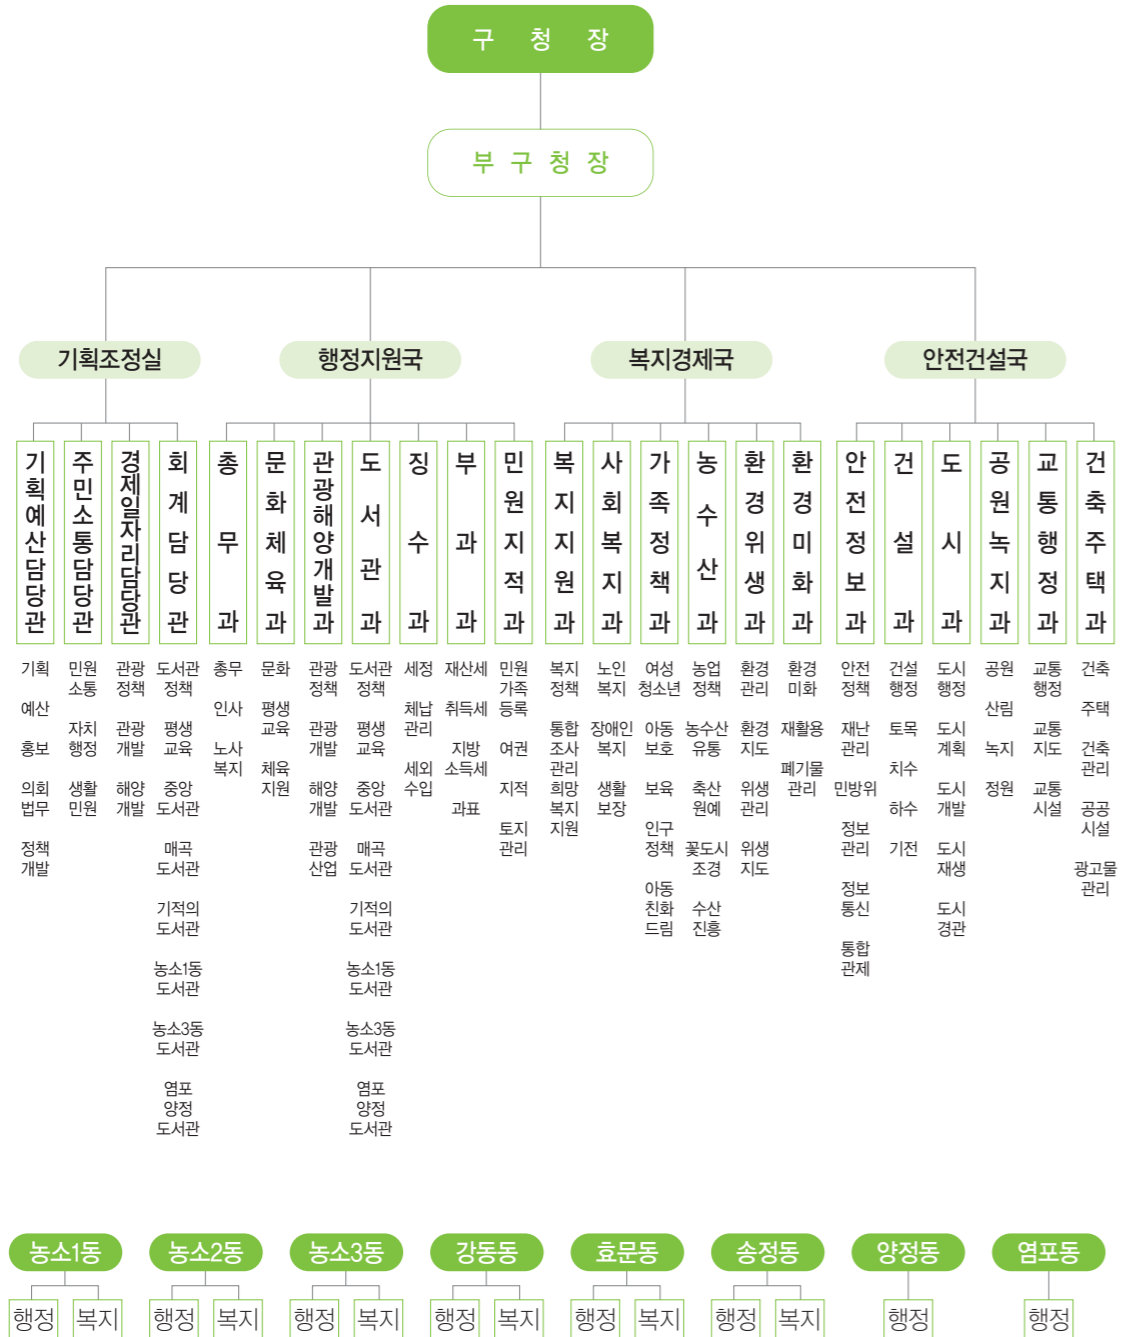 구 청 장
부 구 청 장
기획조정실
행정지원국
복지경제국
안전건설국
기획예산담당관
주민소통담당관
경제일자리담당관
회계담당관
총무과
문화체육과
관광해양개발과
도서관과
징수과
부과과
민원지적과
복지지원과
사회복지과
가족정책과
농수산과
환경위생과
환경미화과
안전정보과
건설과
도시과
공원녹지과
교통행정과
건축주택과
기획
예산
홍보
의회
법무
정책
개발
민원
소통
자치
행정
생활
민원
관광
정책
관광
개발
해양
개발
도서관
정책
평생
교육
중앙
도서관
매곡
도서관
기적의
도서관
농소1동
도서관
농소3동
도서관
염포
양정
도서관
총무
인사
노사
복지
문화
평생
교육
체육
지원
관광
정책
관광
개발
해양
개발
관광
산업
도서관
정책
평생
교육
중앙
도서관
매곡
도서관
기적의
도서관
농소1동
도서관
농소3동
도서관
염포
양정
도서관
세정
체납
관리
세외
수입
재산세
취득세
지방
소득세
과표
민원
가족
등록
여권
지적
토지
관리
복지
정책
통합
조사
관리
희망
복지
지원
노인
복지
장애인
복지
생활
보장
여성
청소년
아동
보호
보육
인구
정책
아동
친화
드림
농업
정책
농수산
유통
축산
원예
꽃도시
조경
수산
진흥
환경
관리
환경
지도
위생
관리
위생
지도
환경
미화
재활용
폐기물
관리
안전
정책
재난
관리
민방위
정보
관리
정보
통신
통합
관제
건설
행정
토목
치수
하수
기전
도시
행정
도시
계획
도시
개발
도시
재생
도시
경관
공원
산림
녹지
정원
교통
행정
교통
지도
교통
시설
건축
주택
건축
관리
공공
시설
광고물
관리
농소1동
농소2동
농소3동
강동동
효문동
송정동
양정동
염포동
행정 복지
행정 복지
행정 복지
행정 복지
행정 복지
행정 복지
행정
행정